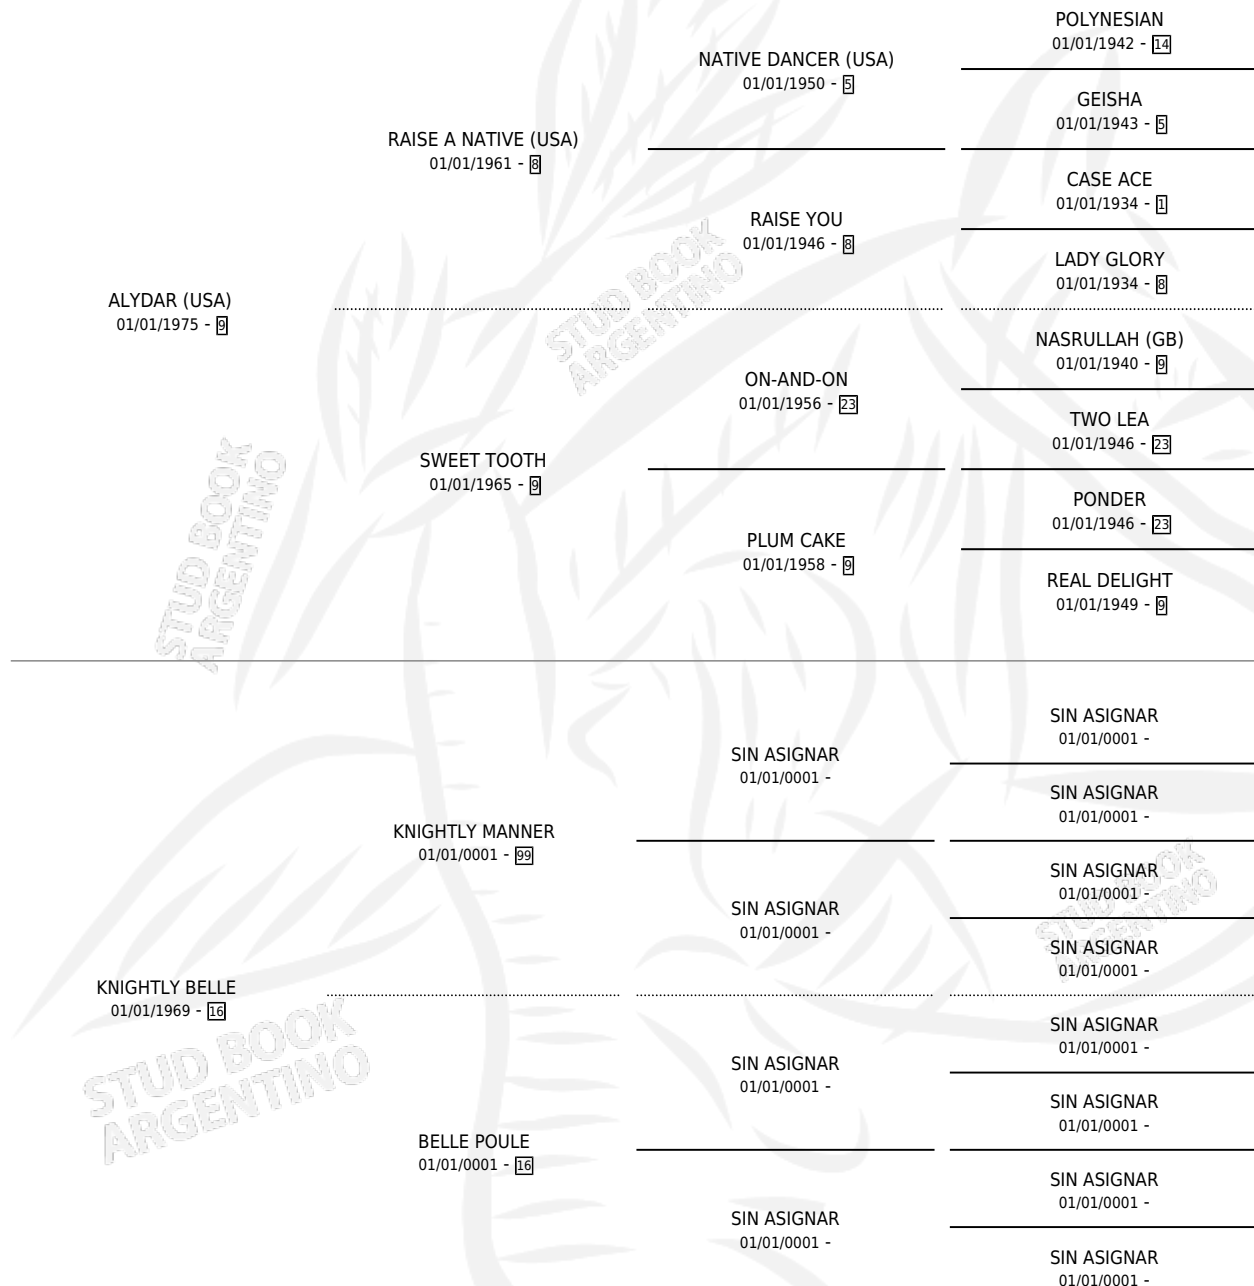 POLYNESIAN
01/01/1942 - 14
NATIVE DANCER (USA)
01/01/1950 - 5
GEISHA
01/01/1943 - 5
RAISE A NATIVE (USA)
01/01/1961 - 8
CASE ACE
01/01/1934 - 1
RAISE YOU
01/01/1946 - 8
LADY GLORY
01/01/1934 - 8
ALYDAR (USA)
01/01/1975 - 9
NASRULLAH (GB)
01/01/1940 - 9
ON-AND-ON
01/01/1956 - 23
TWO LEA
01/01/1946 - 23
SWEET TOOTH
01/01/1965 - 9
PONDER
01/01/1946 - 23
PLUM CAKE
01/01/1958 - 9
REAL DELIGHT
01/01/1949 - 9
SIN ASIGNAR
01/01/0001 -
SIN ASIGNAR
01/01/0001 -
SIN ASIGNAR
01/01/0001 -
KNIGHTLY MANNER
01/01/0001 - 99
SIN ASIGNAR
01/01/0001 -
SIN ASIGNAR
01/01/0001 -
SIN ASIGNAR
01/01/0001 -
KNIGHTLY BELLE
01/01/1969 - 16
SIN ASIGNAR
01/01/0001 -
SIN ASIGNAR
01/01/0001 -
SIN ASIGNAR
01/01/0001 -
BELLE POULE
01/01/0001 - 16
SIN ASIGNAR
01/01/0001 -
SIN ASIGNAR
01/01/0001 -
SIN ASIGNAR
01/01/0001 -
STUD BOOK
ARGENTINO
STUD BOOK
ARGENTINO
STUD BOOK
ARGENTINO
STUD BOOK
ARGENTINO